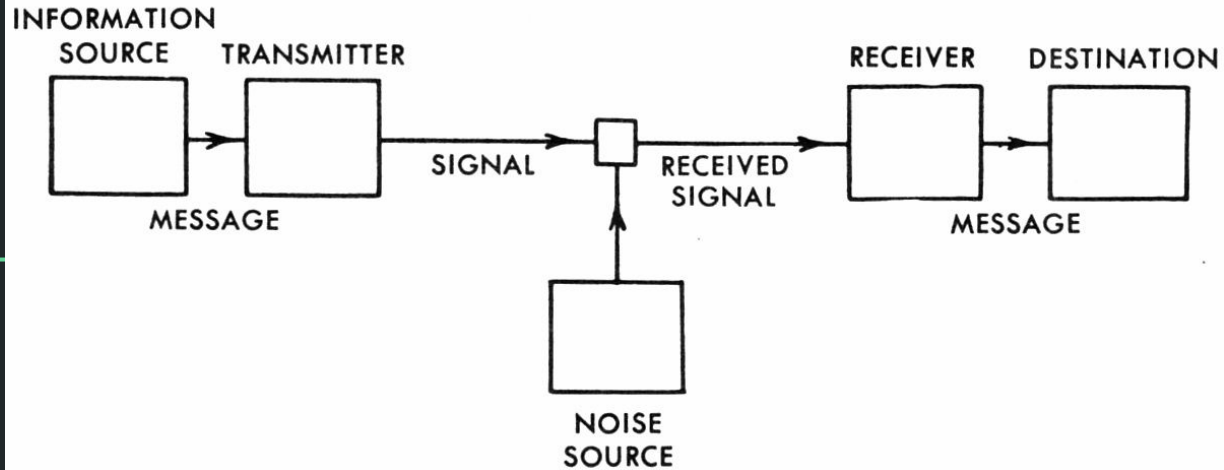 INFORMATION
SOURCE
TRANSMITTER
RECEIVER
DESTINATION
SIGNAL
RECEIVED
SIGNAL
MESSAGE
MESSAGE
NOISE
SOURCE